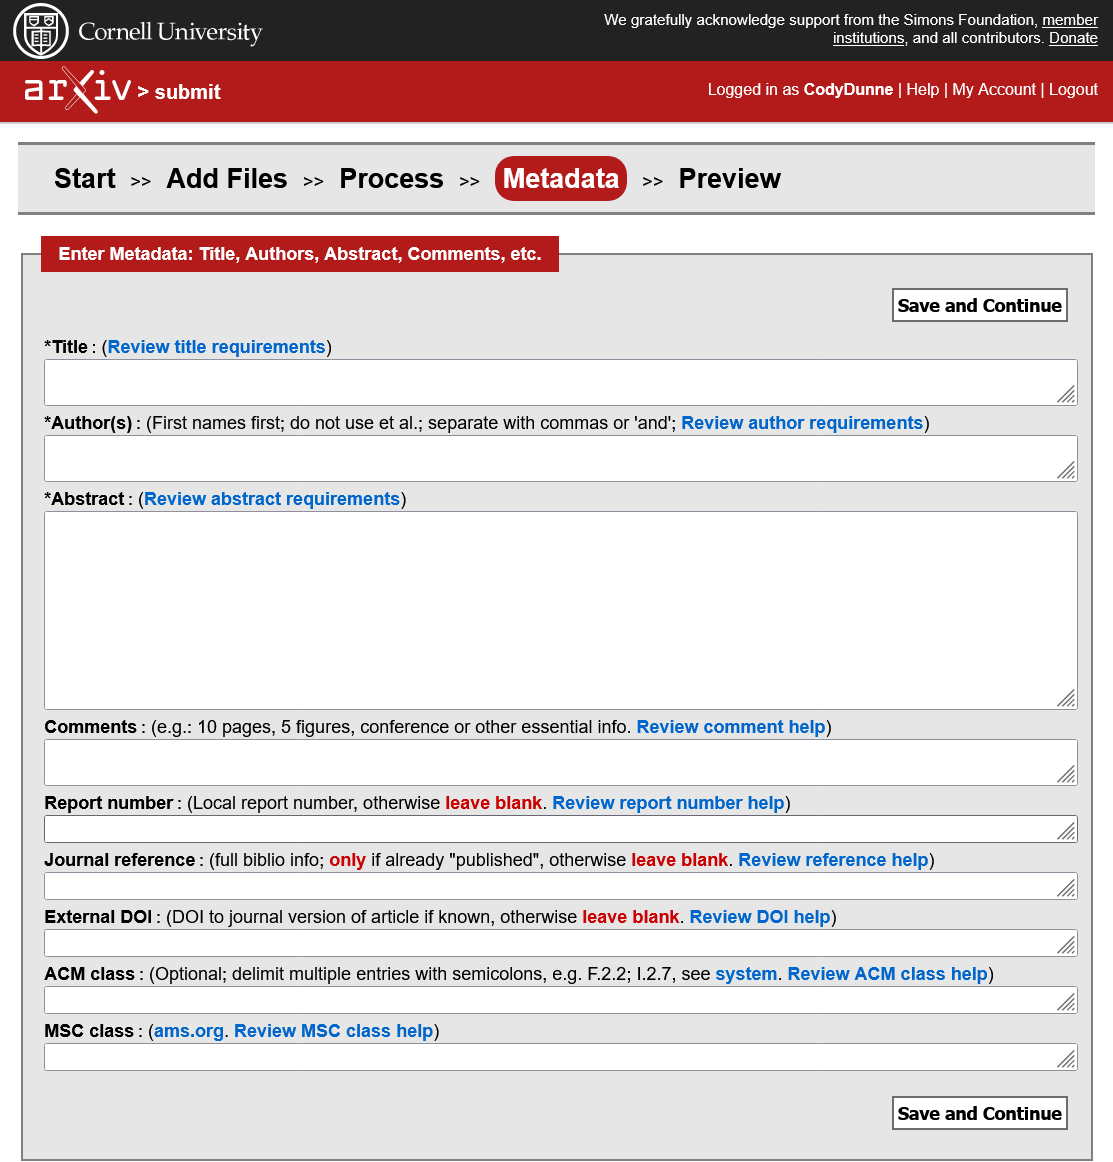 Cornell University
We gratefully acknowledge support from the Simons Foundation, member
institutions, and all contributors. Donate
arXiv > submit
Logged in as CodyDunne | Help | My Account | Logout
Start >> Add Files >> Process >> Metadata >> Preview
Enter Metadata: Title, Authors, Abstract, Comments, etc.
Save and Continue
*Title : (Review title requirements)
*Author(s) : (First names first; do not use et al.; separate with commas or 'and'; Review author requirements)
*Abstract : (Review abstract requirements)
Comments : (e.g.: 10 pages, 5 figures, conference or other essential info. Review comment help)
Report number : (Local report number, otherwise leave blank. Review report number help)
Journal reference : (full biblio info; only if already "published", otherwise leave blank. Review reference help)
External DOI : (DOI to journal version of article if known, otherwise leave blank. Review DOI help)
ACM class : (Optional; delimit multiple entries with semicolons, e.g. F.2.2; I.2.7, see system. Review ACM class help)
MSC class : (ams.org. Review MSC class help)
Save and Continue